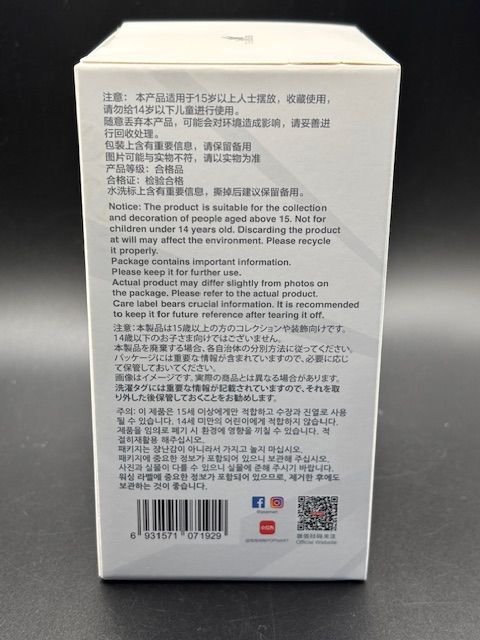 注意： 本产品适用于15岁以上人士摆放，收藏使用，
请勿给14岁以下儿童进行使用。
随意丢弃本产品，可能会对环境造成影响，请妥善进
行回收处理。
包装上含有重要信息，请保留备用
图片可能与实物不符，请以实物为准
产品等级：合格品
合格证：检验合格
水洗标上含有重要信息，撕掉后建议保留备用。
Notice: The product is suitable for the collection
and decoration of people aged above 15. Not for
children under 14 years old. Discarding the product
at will may affect the environment. Please recycle
it properly.
Package contains important information.
Please keep it for further use.
Actual product may differ slightly from photos on
the package. Please refer to the actual product.
Care label bears crucial information. It is recommended
to keep it for future reference after tearing it off.
注意：本製品は15歳以上の方のコレクションや装飾向けです。
14歳以下のお子さま向けではございません。
本製品を廃棄する場合、各自治体の分別方法に従ってください。
パッケージには重要な情報が含まれていますので、必要に応じ
て保管しておいてください。
画像はイメージです。実際の商品とは異なる場合がございます。
洗濯タグには重要な情報が記載されていますので、それを取
り外した後保管しておくことをお勧めします。
주의: 이 제품은 15세 이상에게만 적합하고 수장과 진열로 사용
될 수 있습니다. 14세 미만의 어린이에게 적합하지 않습니다.
제품을 임의로 폐기 시 환경에 영향을 끼칠 수 있습니다. 적
절히재활용 해주십시오.
패키지는 장난감이 아니라서 가지고 놀지 마십시오.
패키지에 중요한 정보가 포함되었으니 보관해 주십시오.
사진과 실물이 다를 수 있으니 실물에 준해 주시기 바랍니다.
워싱 라벨에 중요한 정보가 포함되어 있으므로, 제거한 후에도
보관하는 것이 좋습니다.
6 931571 071929
@popmart
小红书
微信扫码关注
Official Website